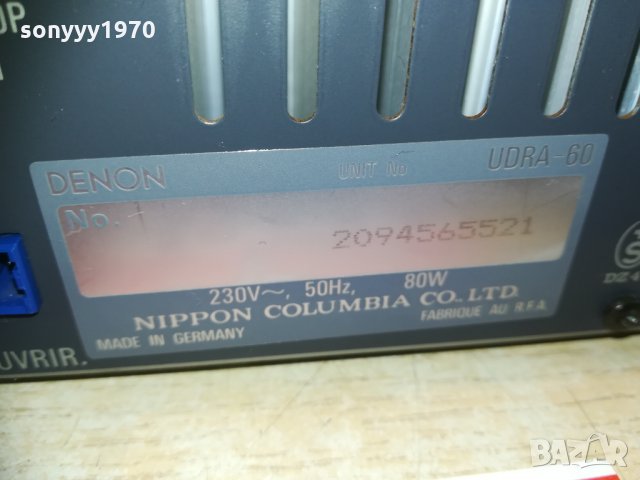 sonyyy1970
UP
DENON UNIT No UDRA-60
No. 2094565521
230V~, 50Hz, 80W
NIPPON COLUMBIA CO., LTD.
MADE IN GERMANY FABRIQUE AU R.F.A.
UVRIR.
BAZAR